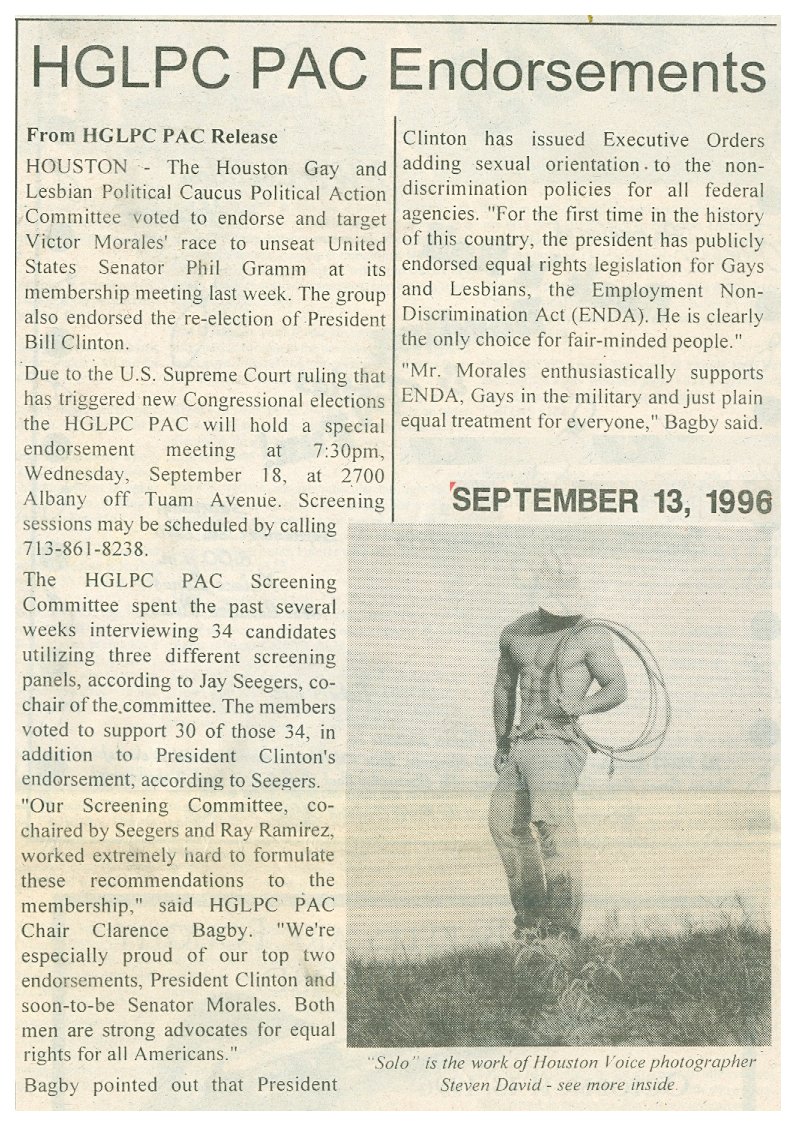 HGLPC PAC Endorsements
From HGLPC PAC Release
HOUSTON - The Houston Gay and
Lesbian Political Caucus Political Action
Committee voted to endorse and target
Victor Morales' race to unseat United
States Senator Phil Gramm at its
membership meeting last week. The group
also endorsed the re-election of President
Bill Clinton.
Due to the U.S. Supreme Court ruling that
has triggered new Congressional elections
the HGLPC PAC will hold a special
endorsement meeting at 7:30pm,
Wednesday, September 18, at 2700
Albany off Tuam Avenue. Screening
sessions may be scheduled by calling
713-861-8238.
The HGLPC PAC Screening
Committee spent the past several
weeks interviewing 34 candidates
utilizing three different screening
panels, according to Jay Seegers, co-
chair of the committee. The members
voted to support 30 of those 34, in
addition to President Clinton's
endorsement, according to Seegers.
"Our Screening Committee, co-
chaired by Seegers and Ray Ramirez,
worked extremely hard to formulate
these recommendations to the
membership," said HGLPC PAC
Chair Clarence Bagby. "We're
especially proud of our top two
endorsements, President Clinton and
soon-to-be Senator Morales. Both
men are strong advocates for equal
rights for all Americans."
Bagby pointed out that President
Clinton has issued Executive Orders
adding sexual orientation to the non-
discrimination policies for all federal
agencies. "For the first time in the history
of this country, the president has publicly
endorsed equal rights legislation for Gays
and Lesbians, the Employment Non-
Discrimination Act (ENDA). He is clearly
the only choice for fair-minded people."
"Mr. Morales enthusiastically supports
ENDA, Gays in the military and just plain
equal treatment for everyone," Bagby said.
SEPTEMBER 13, 1996
"Solo" is the work of Houston Voice photographer
Steven David - see more inside.